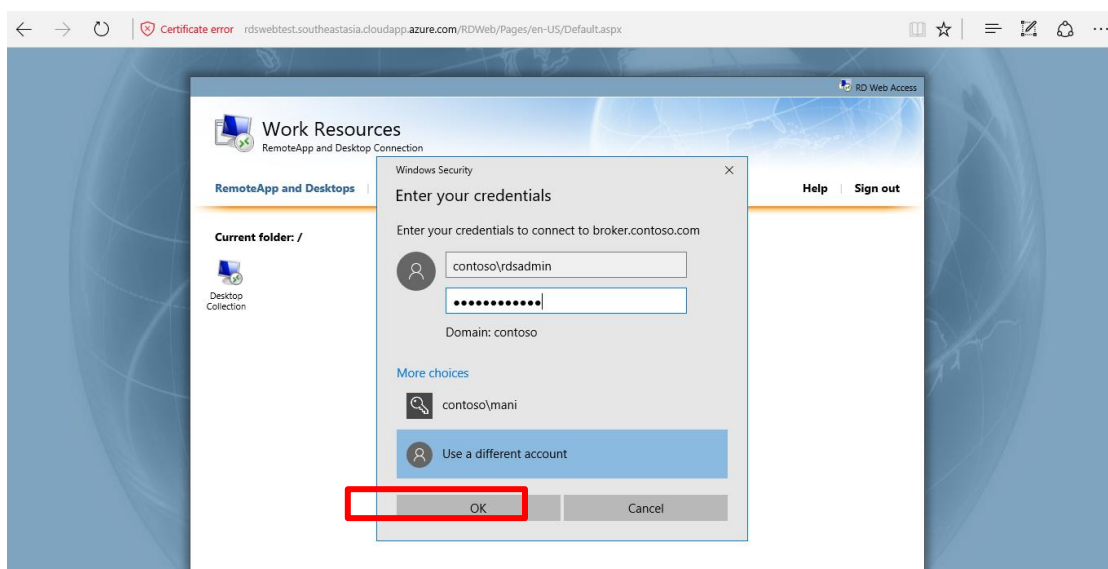 Certificate error rdswebtest.southeastasia.cloudapp.azure.com/RDWeb/Pages/en-US/Default.aspx
RD Web Access
Work Resources
RemoteApp and Desktop Connection
RemoteApp and Desktops
Help
Sign out
Current folder: /
Desktop
Collection
Windows Security
Enter your credentials
Enter your credentials to connect to broker.contoso.com
contoso\rdsadmin
••••••••••••
Domain: contoso
More choices
contoso\mani
Use a different account
OK
Cancel